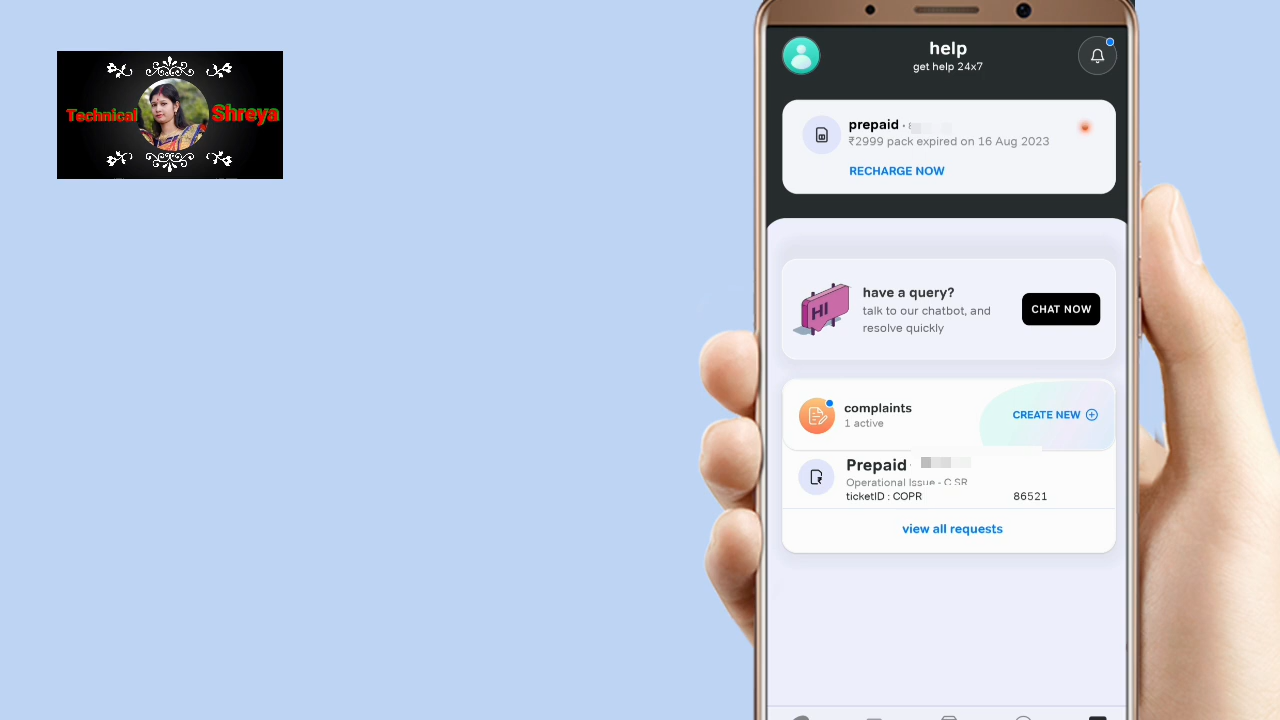 Technical Shreya
help
get help 24x7
prepaid
₹2999 pack expired on 16 Aug 2023
RECHARGE NOW
have a query?
talk to our chatbot, and
resolve quickly
HI
CHAT NOW
complaints
1 active
CREATE NEW
Prepaid
Operational Issue - C SR
ticketID : COPR 86521
view all requests